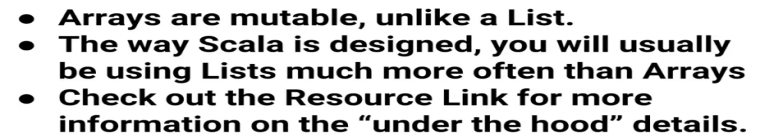 ● Arrays are mutable, unlike a List.
● The way Scala is designed, you will usually
be using Lists much more often than Arrays
● Check out the Resource Link for more
information on the “under the hood” details.